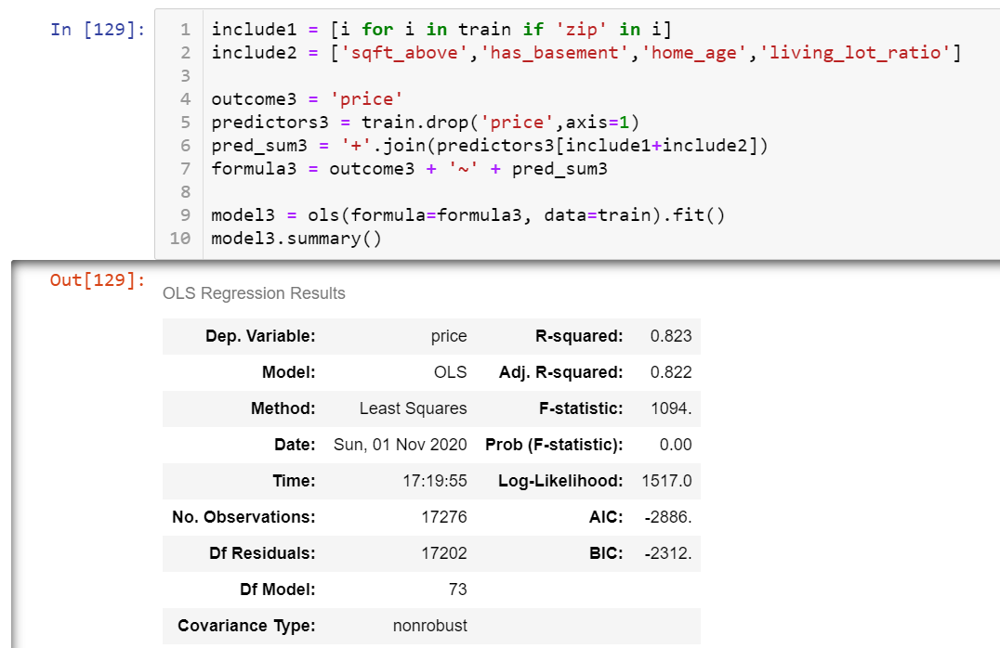 In [129]:
1 include1 = [i for i in train if 'zip' in i]
2 include2 = ['sqft_above','has_basement','home_age','living_lot_ratio']
3
4 outcome3 = 'price'
5 predictors3 = train.drop('price',axis=1)
6 pred_sum3 = '+'.join(predictors3[include1+include2])
7 formula3 = outcome3 + '~' + pred_sum3
8
9 model3 = ols(formula=formula3, data=train).fit()
10 model3.summary()
Out[129]:
OLS Regression Results
Dep. Variable: price R-squared: 0.823
Model: OLS Adj. R-squared: 0.822
Method: Least Squares F-statistic: 1094.
Date: Sun, 01 Nov 2020 Prob (F-statistic): 0.00
Time: 17:19:55 Log-Likelihood: 1517.0
No. Observations: 17276 AIC: -2886.
Df Residuals: 17202 BIC: -2312.
Df Model: 73
Covariance Type: nonrobust